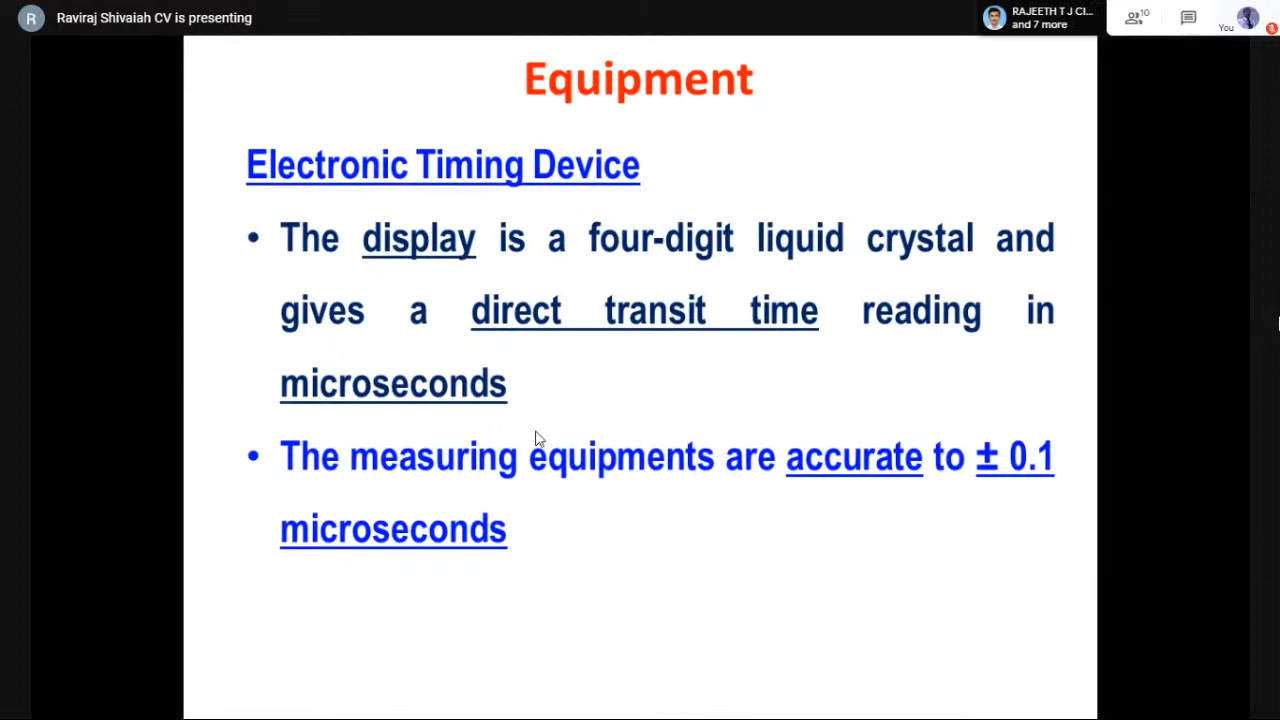 R
Raviraj Shivaiah CV is presenting
RAJEETH T J CI...
and 7 more
10
You
Equipment
Electronic Timing Device
• The display is a four-digit liquid crystal and
gives a direct transit time reading in
microseconds
• The measuring equipments are accurate to ± 0.1
microseconds